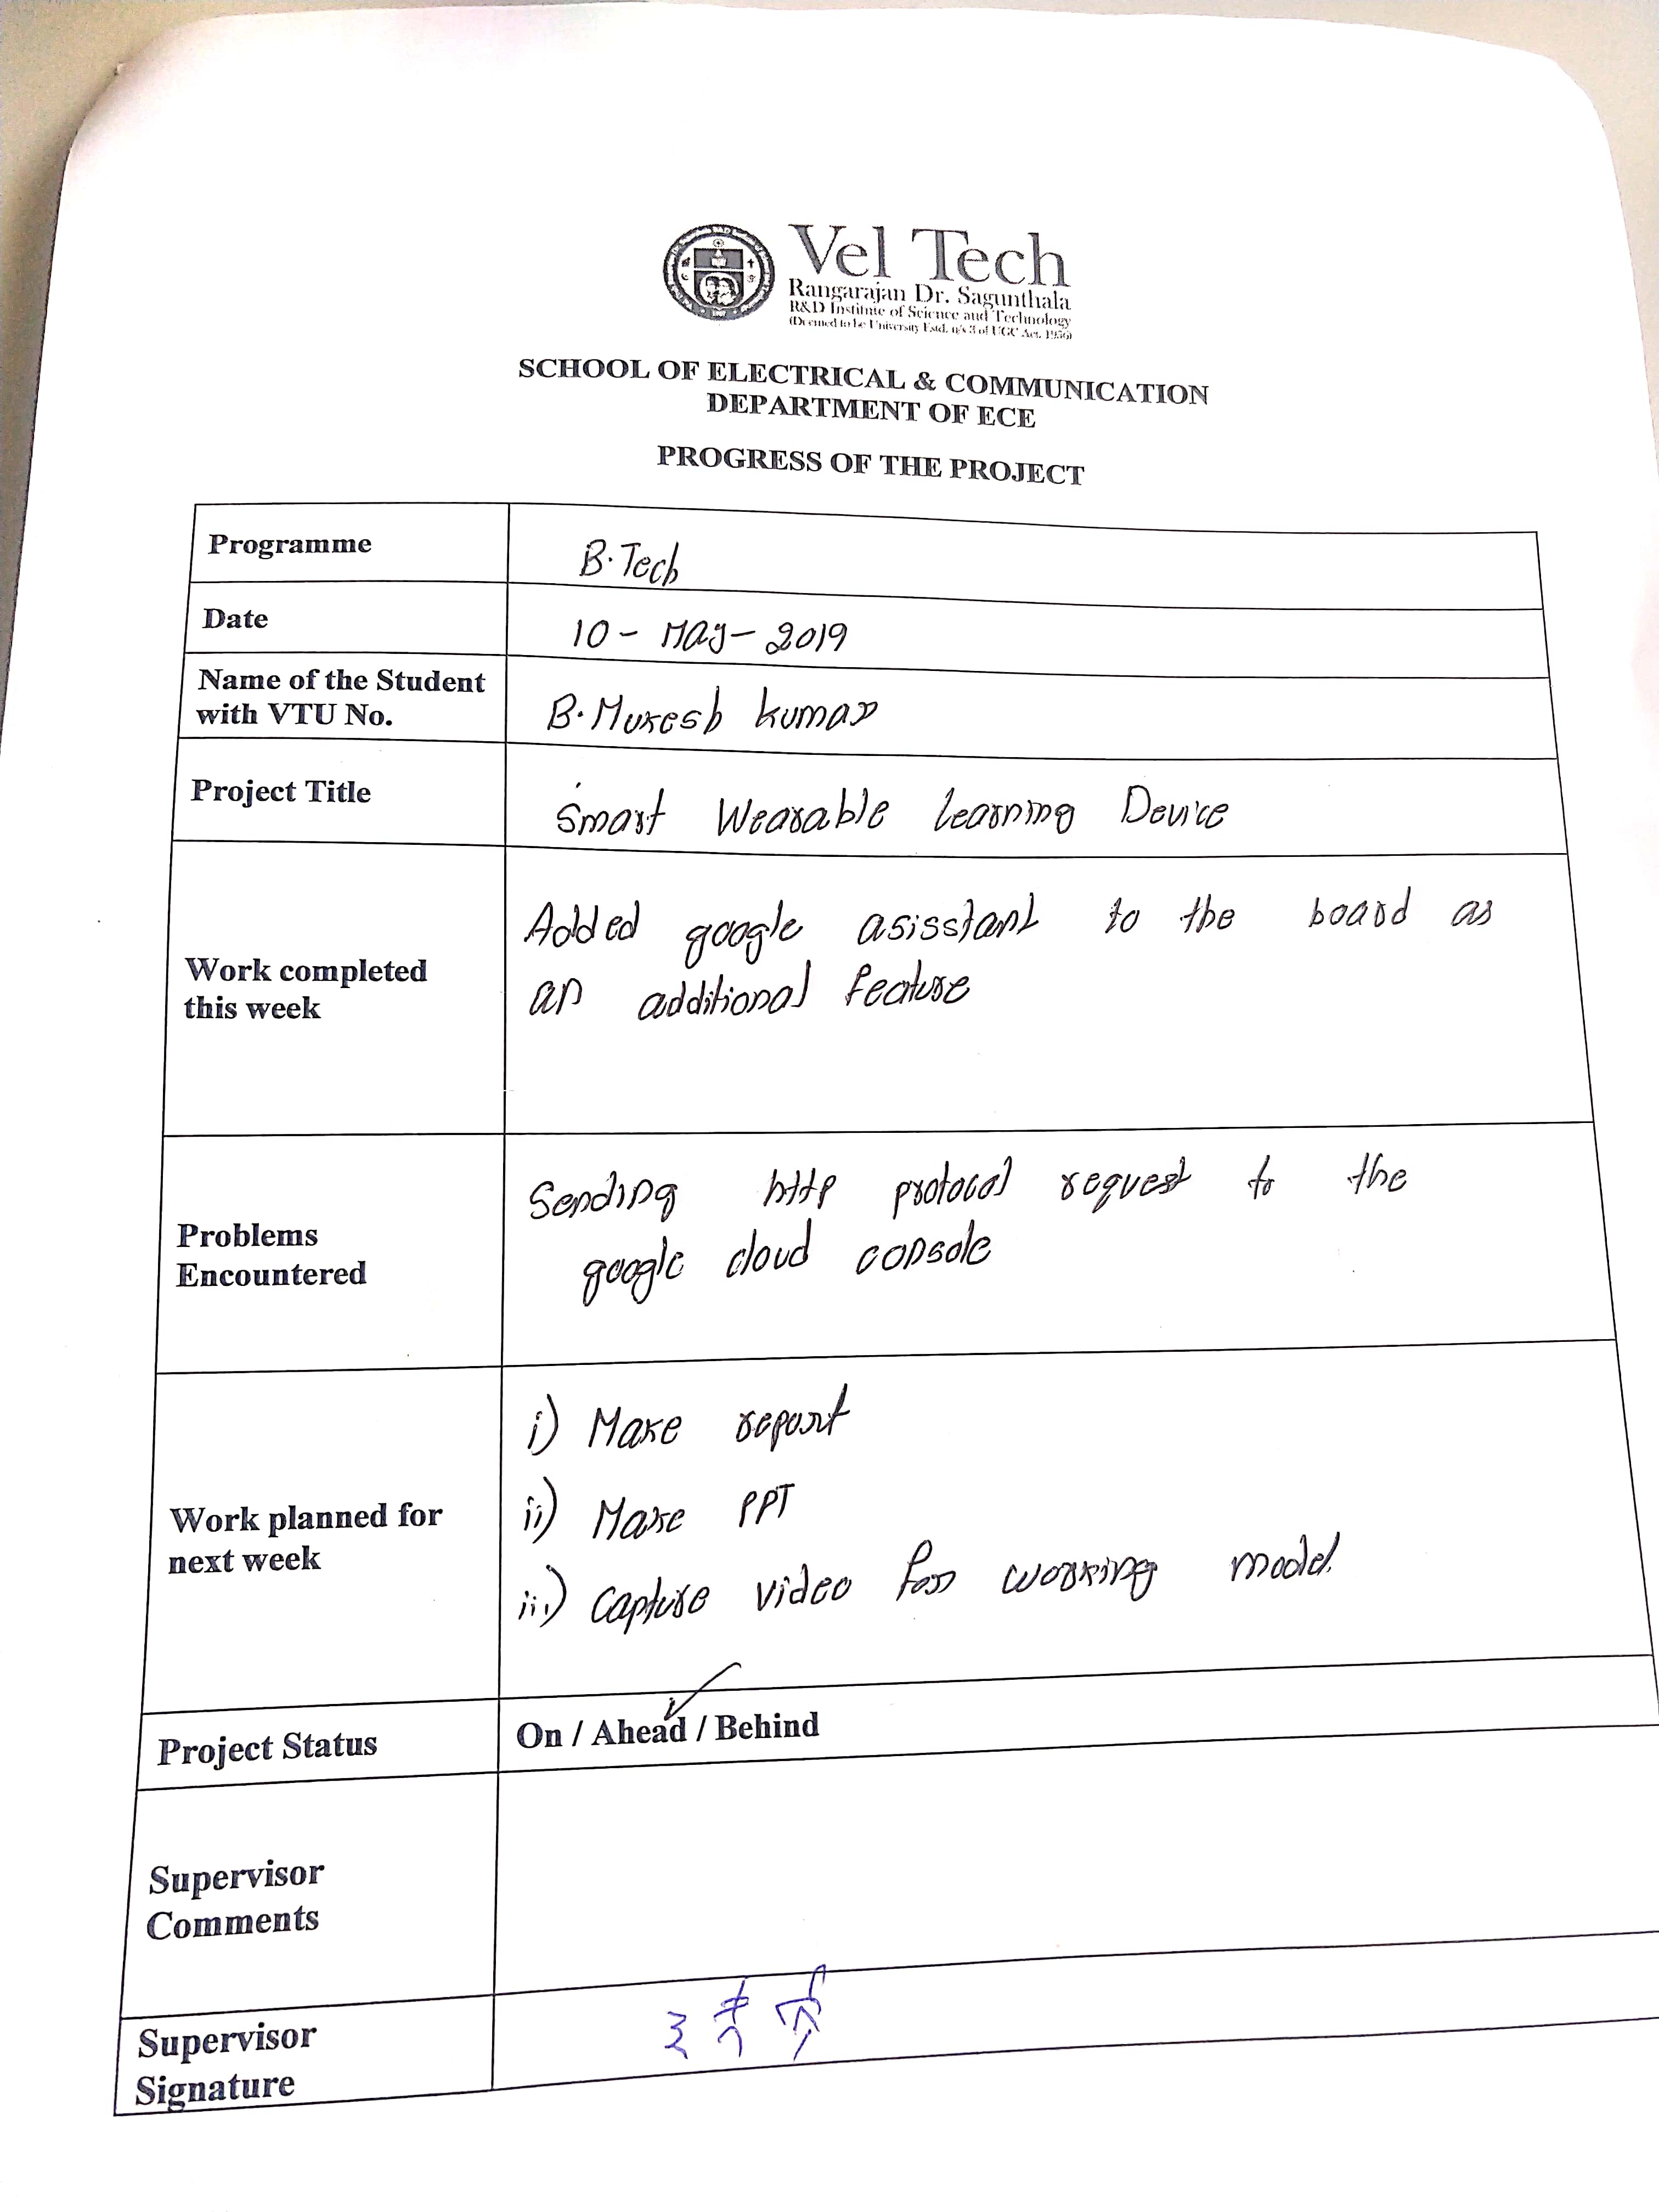 Vel Tech
Rangarajan Dr. Sagunthala
R&D Institute of Science and Technology
(Deemed to be University Estd. u/s 3 of UGC Act, 1956)
SCHOOL OF ELECTRICAL & COMMUNICATION
DEPARTMENT OF ECE
PROGRESS OF THE PROJECT
Programme
B.Tech
Date
10 - May - 2019
Name of the Student
with VTU No.
B.Mukesh kumar
Project Title
Smart Wearable Learning Device
Work completed
this week
Added google asisstant to the board as
an additional feature
Problems
Encountered
Sending http protocol request to the
google cloud console
Work planned for
next week
i) Make report
ii) Make PPT
iii) Capture video for working model.
Project Status
On / Ahead / Behind
Supervisor
Comments
Supervisor
Signature